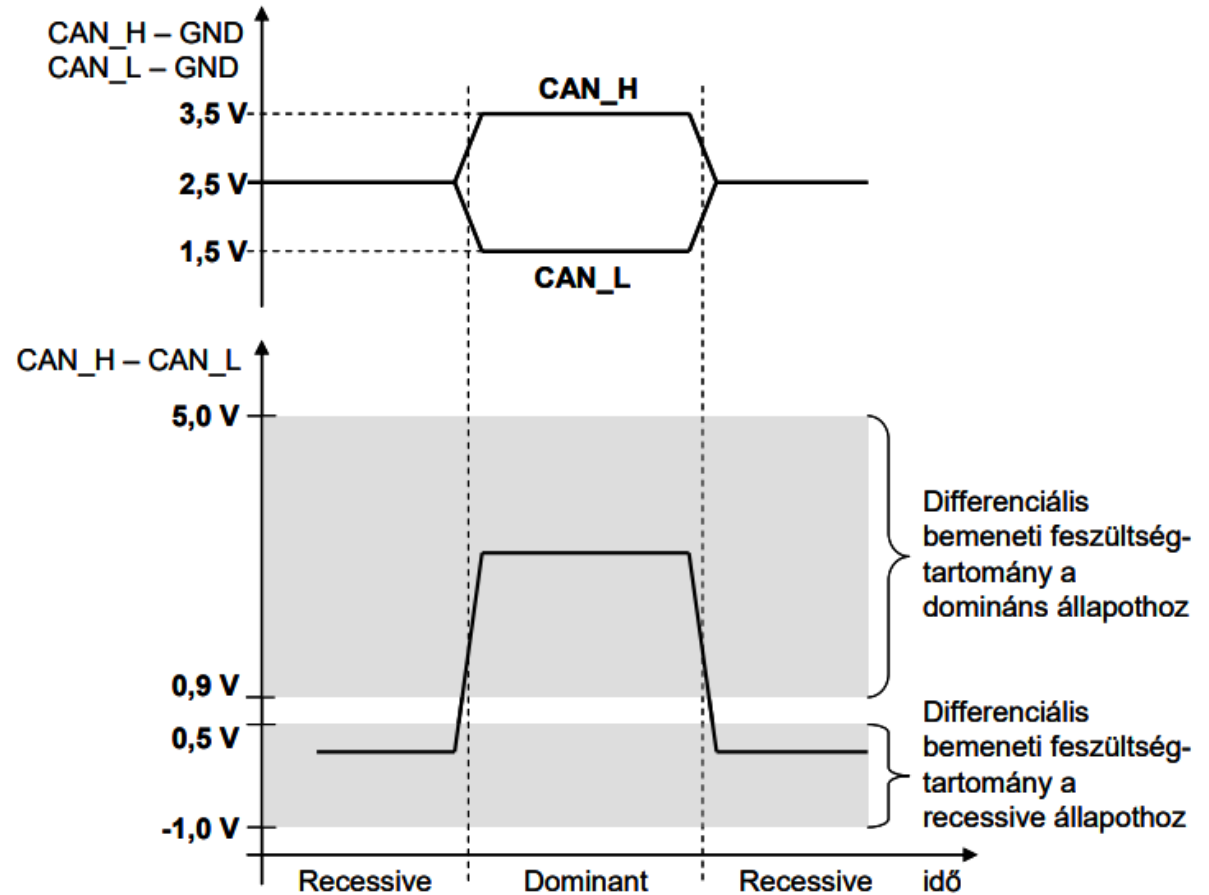 CAN_H – GND
CAN_L – GND
CAN_H
3,5 V
2,5 V
1,5 V
CAN_L
CAN_H – CAN_L
5,0 V
Differenciális
bemeneti feszültség-
tartomány a
domináns állapothoz
0,9 V
0,5 V
Differenciális
bemeneti feszültség-
tartomány a
recessive állapothoz
-1,0 V
Recessive Dominant Recessive idő